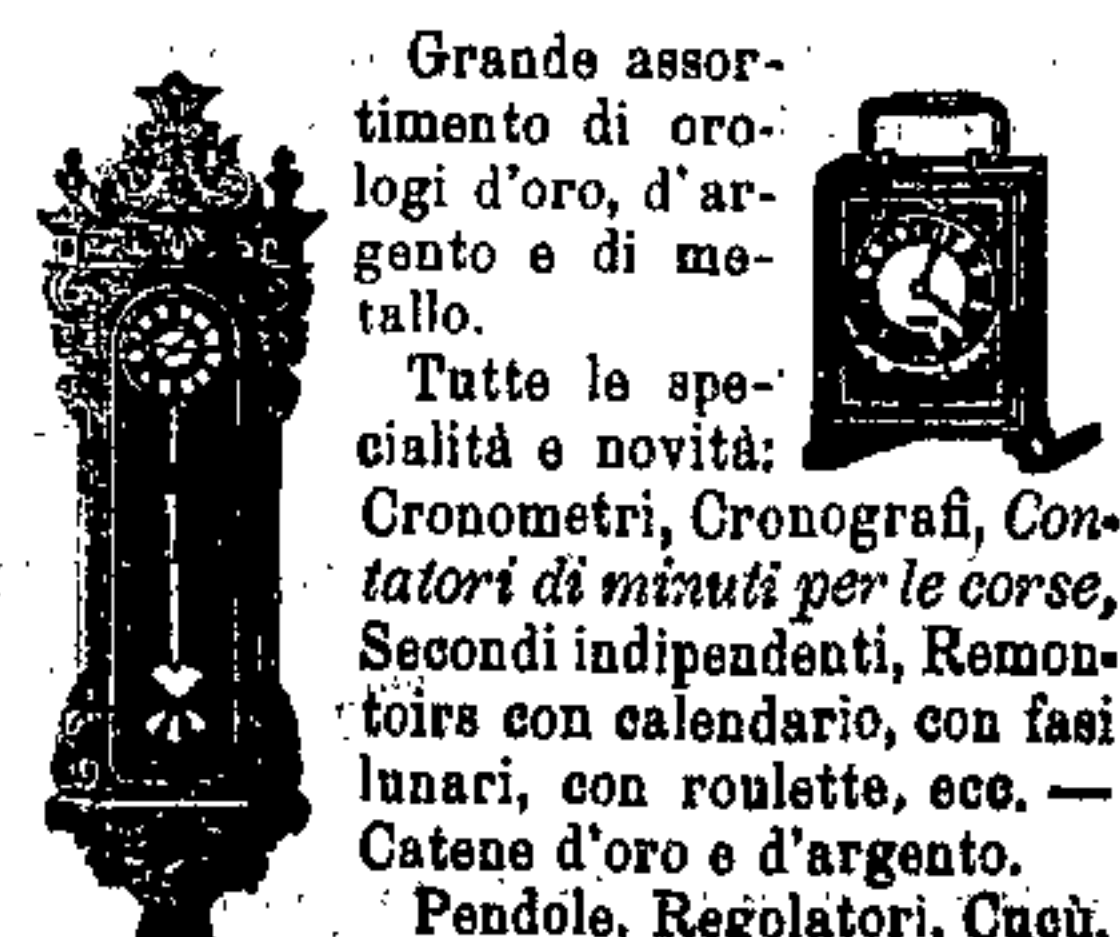 Grande assor-
timento di oro-
logi d'oro, d'ar-
gento e di me-
tallo.
Tutte le spe-
cialità e novità:
Cronometri, Cronografi, Con-
tatori di minuti per le corse,
Secondi indipendenti, Remon-
toirs con calendario, con fasi
lunari, con roulette, ecc. —
Catene d'oro e d'argento.
Pendole, Regolatori, Cucù,